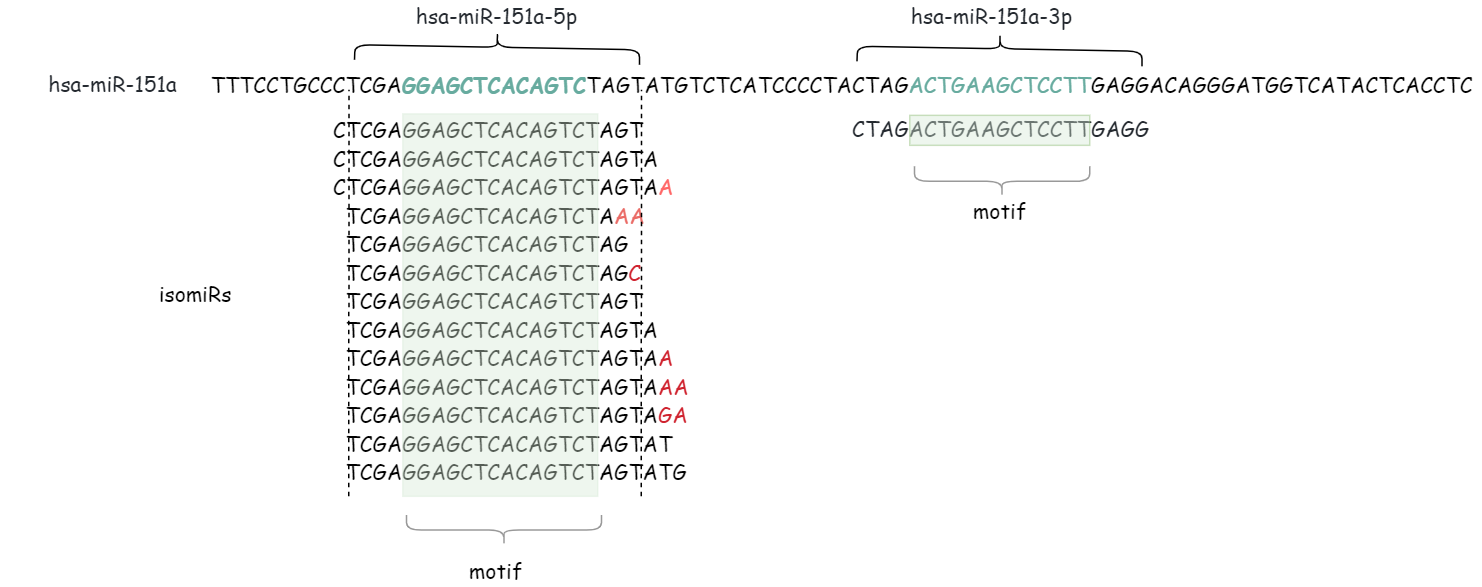 hsa-miR-151a-5p hsa-miR-151a-3p
hsa-miR-151a TTTCCTGCCCTCGAGGAGCTCACAGTCTAGTATGTCTCATCCCCTACTAGACTGAAGCTCCTTGAGGACAGGGATGGTCATACTCACCTC
CTCGAGGAGCTCACAGTCTAGT CTAGACTGAAGCTCCTTGAGG
CTCGAGGAGCTCACAGTCTAGTA
CTCGAGGAGCTCACAGTCTAGTAA
TCGAGGAGCTCACAGTCTAAA
motif
TCGAGGAGCTCACAGTCTAG
TCGAGGAGCTCACAGTCTAGC
isomiRs
TCGAGGAGCTCACAGTCTAGT
TCGAGGAGCTCACAGTCTAGTA
TCGAGGAGCTCACAGTCTAGTAA
TCGAGGAGCTCACAGTCTAGTAAA
TCGAGGAGCTCACAGTCTAGTAGA
TCGAGGAGCTCACAGTCTAGTAT
TCGAGGAGCTCACAGTCTAGTATG
motif